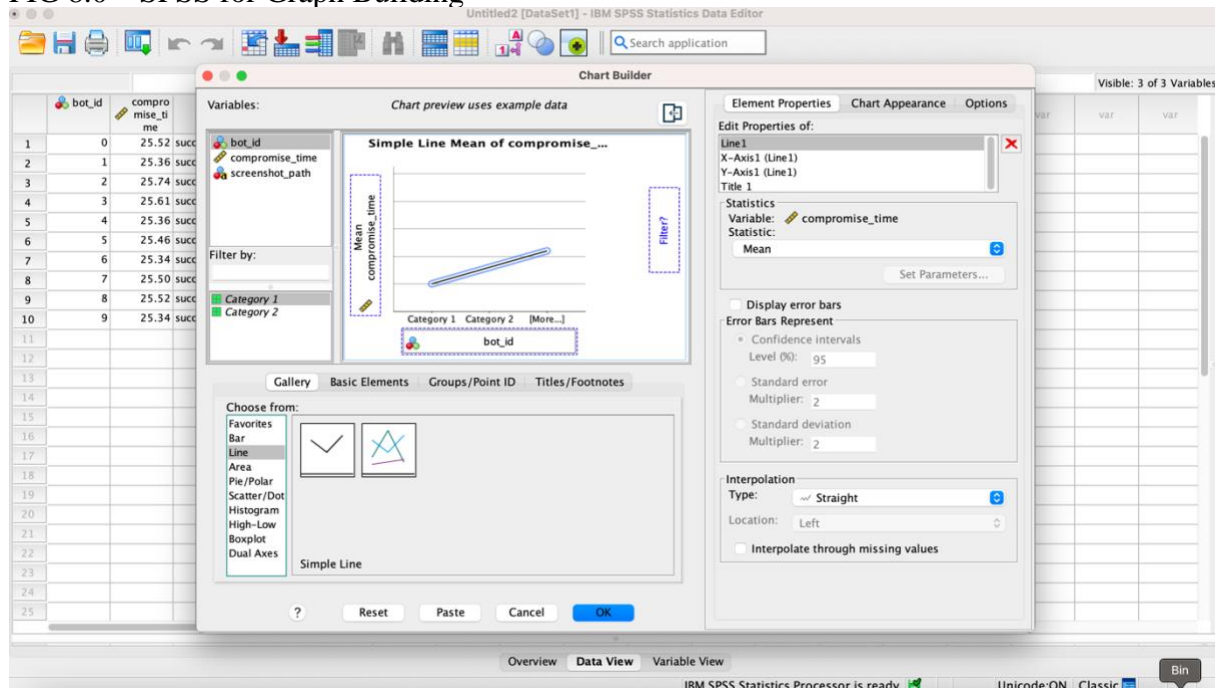 Untitled2 [DataSet1] - IBM SPSS Statistics Data Editor
Search application
Visible: 3 of 3 Variables
bot_id compro mise_ti me var var var
1 0 25.52 succ
2 1 25.36 succ
3 2 25.74 succ
4 3 25.61 succ
5 4 25.36 succ
6 5 25.46 succ
7 6 25.34 succ
8 7 25.50 succ
9 8 25.52 succ
10 9 25.34 succ
11
12
13
14
15
16
17
18
19
20
21
22
23
24
25
Chart Builder
Variables:
bot_id
compromise_time
screenshot_path
Filter by:
Category 1
Category 2
Chart preview uses example data
Simple Line Mean of compromise_...
Mean
compromise_time
Filter?
Category 1 Category 2 [More...]
bot_id
Gallery Basic Elements Groups/Point ID Titles/Footnotes
Choose from:
Favorites
Bar
Line
Area
Pie/Polar
Scatter/Dot
Histogram
High-Low
Boxplot
Dual Axes
Simple Line
? Reset Paste Cancel OK
Element Properties Chart Appearance Options
Edit Properties of:
Line1
X-Axis1 (Line1)
Y-Axis1 (Line1)
Title 1
Statistics
Variable: compromise_time
Statistic:
Mean
Set Parameters...
Display error bars
Error Bars Represent
Confidence intervals
Level (%): 95
Standard error
Multiplier: 2
Standard deviation
Multiplier: 2
Interpolation
Type: Straight
Location: Left
Interpolate through missing values
Overview Data View Variable View
Bin
IBM SPSS Statistics Processor is ready Unicode:ON Classic